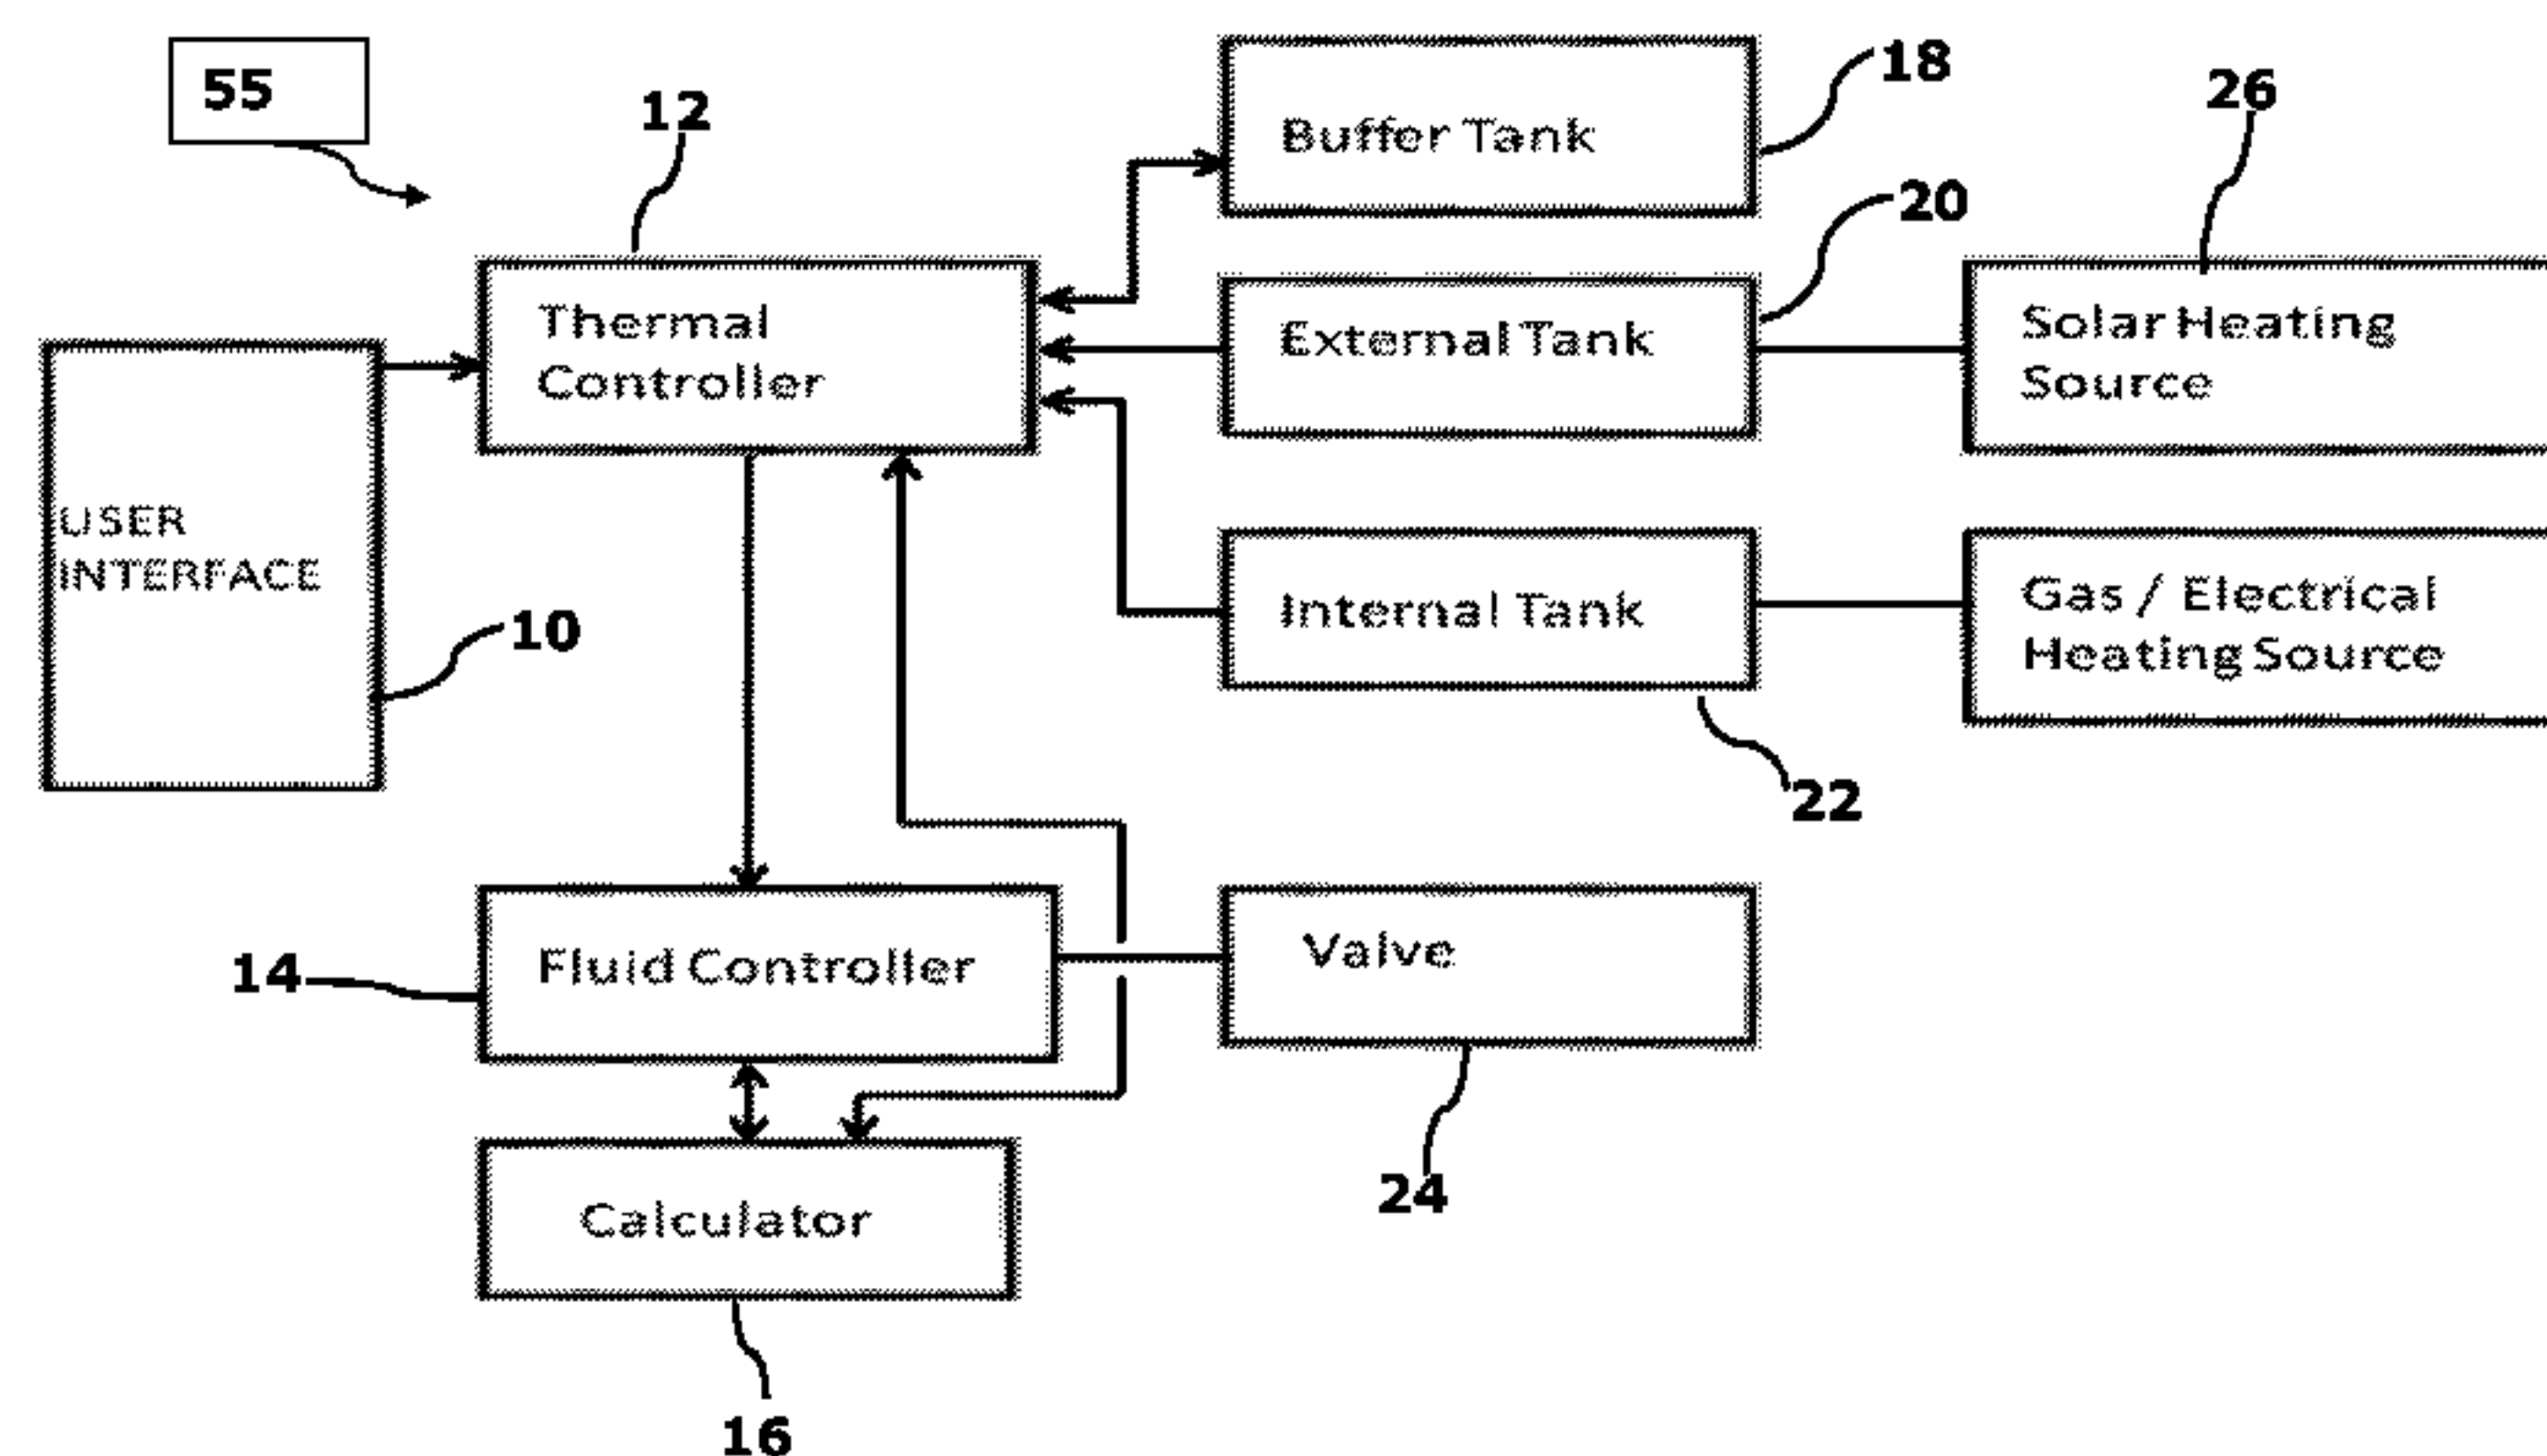 55
12
18
26
Buffer Tank
20
Thermal
Controller
External Tank
Solar Heating
Source
USER
INTERFACE
10
Internal Tank
Gas / Electrical
Heating Source
22
14
Fluid Controller
Valve
24
Calculator
16